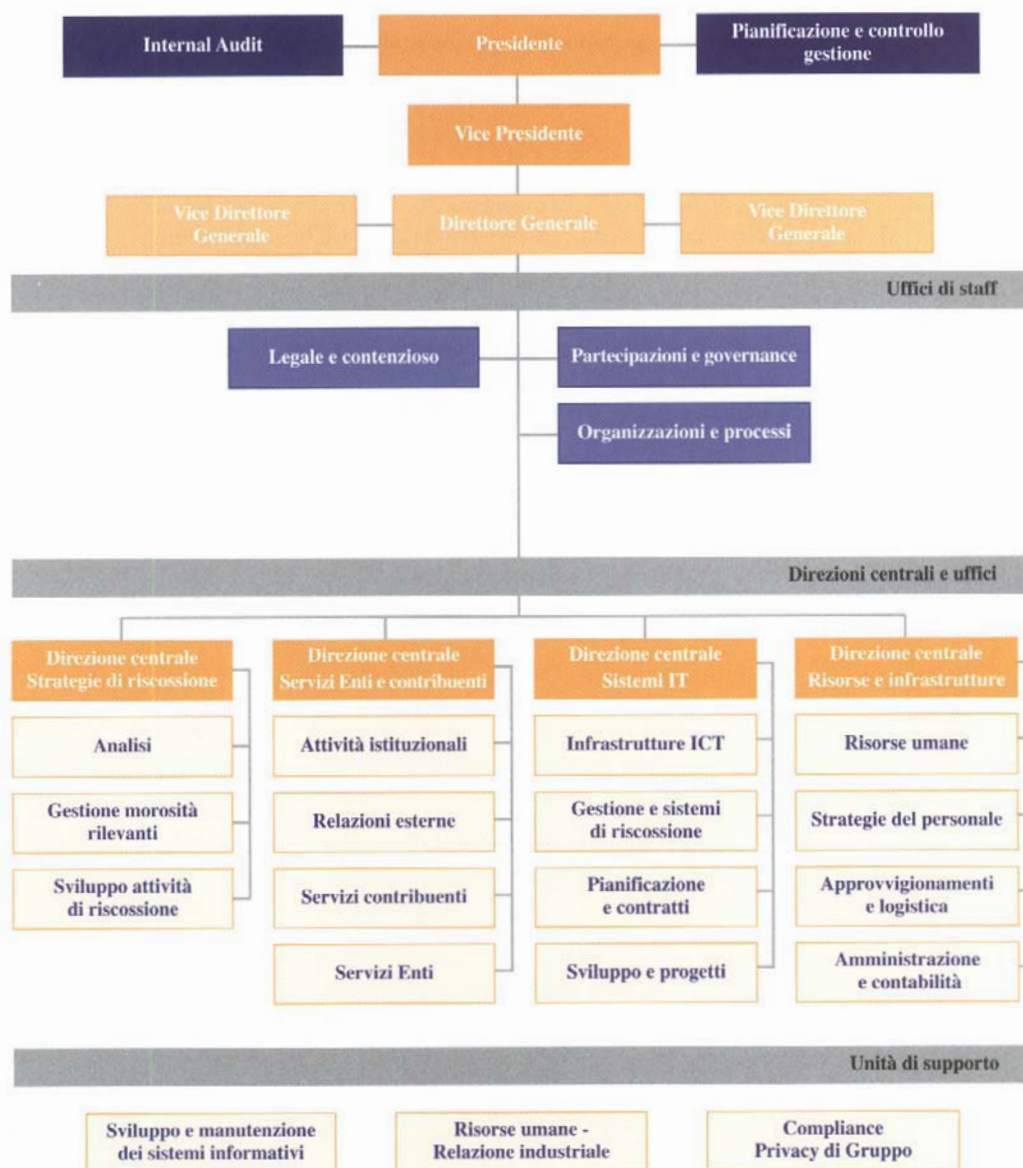 Internal Audit
Presidente
Pianificazione e controllo
gestione
Vice Presidente
Vice Direttore
Generale
Direttore Generale
Vice Direttore
Generale
Uffici di staff
Legale e contenzioso
Partecipazioni e governance
Organizzazioni e processi
Direzioni centrali e uffici
Direzione centrale
Strategie di riscossione
Analisi
Gestione morosità
rilevanti
Sviluppo attività
di riscossione
Direzione centrale
Servizi Enti e contribuenti
Attività istituzionali
Relazioni esterne
Servizi contribuenti
Servizi Enti
Direzione centrale
Sistemi IT
Infrastrutture ICT
Gestione e sistemi
di riscossione
Pianificazione
e contratti
Sviluppo e progetti
Direzione centrale
Risorse e infrastrutture
Risorse umane
Strategie del personale
Approvvigionamenti
e logistica
Amministrazione
e contabilità
Unità di supporto
Sviluppo e manutenzione
dei sistemi informativi
Risorse umane -
Relazione industriale
Compliance
Privacy di Gruppo